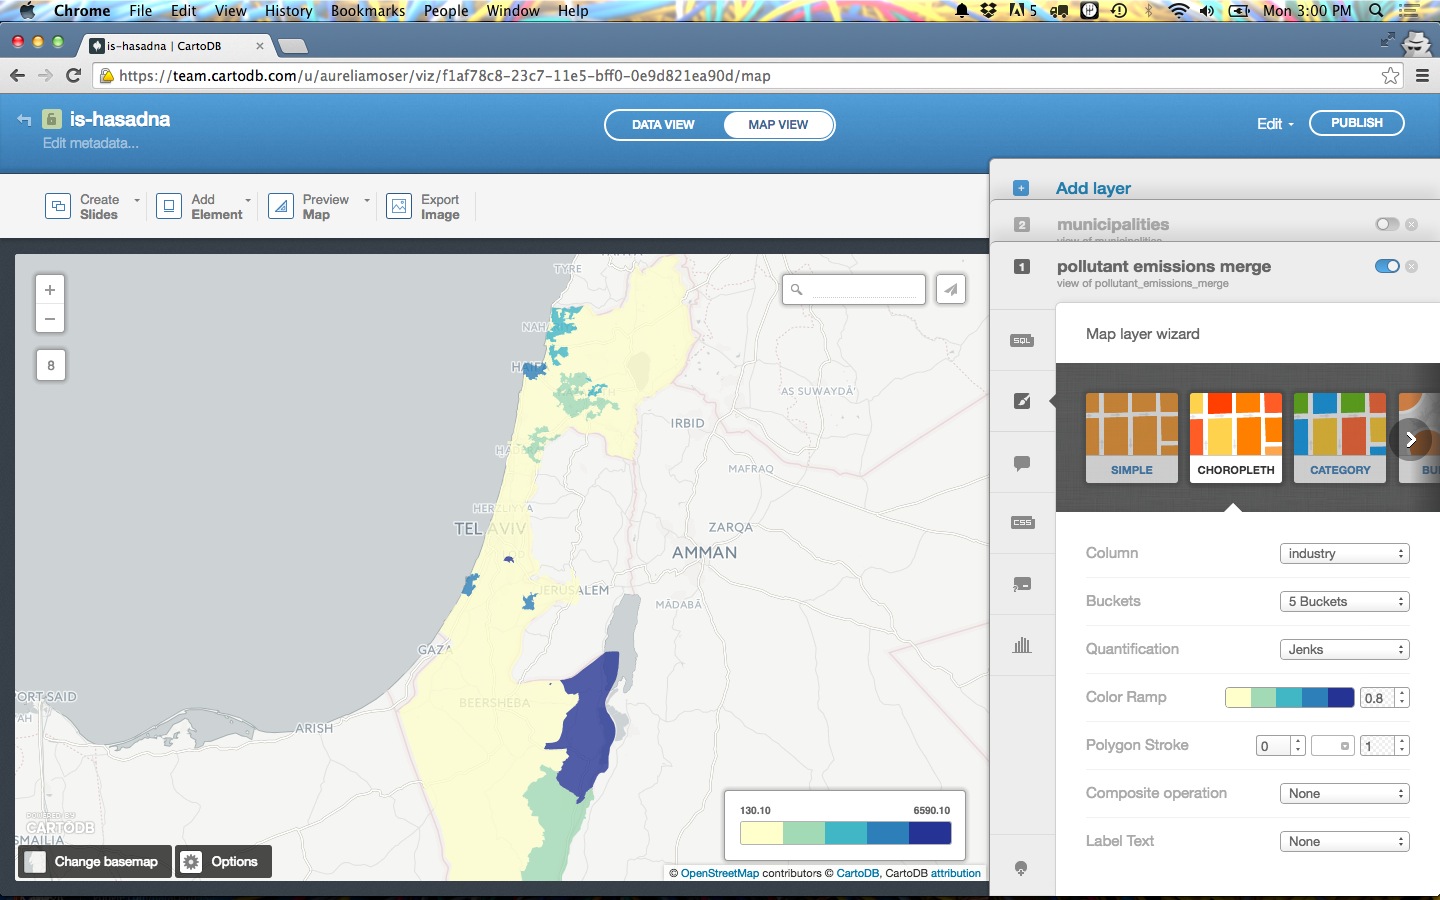 Chrome File Edit View History Bookmarks People Window Help 5 Mon 3:00 PM
is-hasadna | CartoDB
https://team.cartodb.com/u/aureliamoser/viz/f1af78c8-23c7-11e5-bff0-0e9d821ea90d/map
is-hasadna
Edit metadata...
DATA VIEW MAP VIEW
Edit PUBLISH
Create Slides
Add Element
Preview Map
Export Image
Add layer
2 municipalities
view of municipalities
1 pollutant emissions merge
view of pollutant_emissions_merge
SQL
CSS
Map layer wizard
SIMPLE CHOROPLETH CATEGORY BU
Column industry
Buckets 5 Buckets
Quantification Jenks
Color Ramp 0.8
Polygon Stroke 0 1
Composite operation None
Label Text None
+
−
8
TYRE
NAH
HAIF
AS SUWAYDĀ'
IRBID
HA
MAFRAQ
HERZLIYYA
TEL AVIV
ZARQA
AMMAN
JERUSALEM
MĀDABĀ
GAZA
BEERSHEBA
ORT SAID
AH
ARISH
SMAILIA
POWERED BY
CARTODB
130.10 6590.10
Change basemap Options
© OpenStreetMap contributors © CartoDB, CartoDB attribution